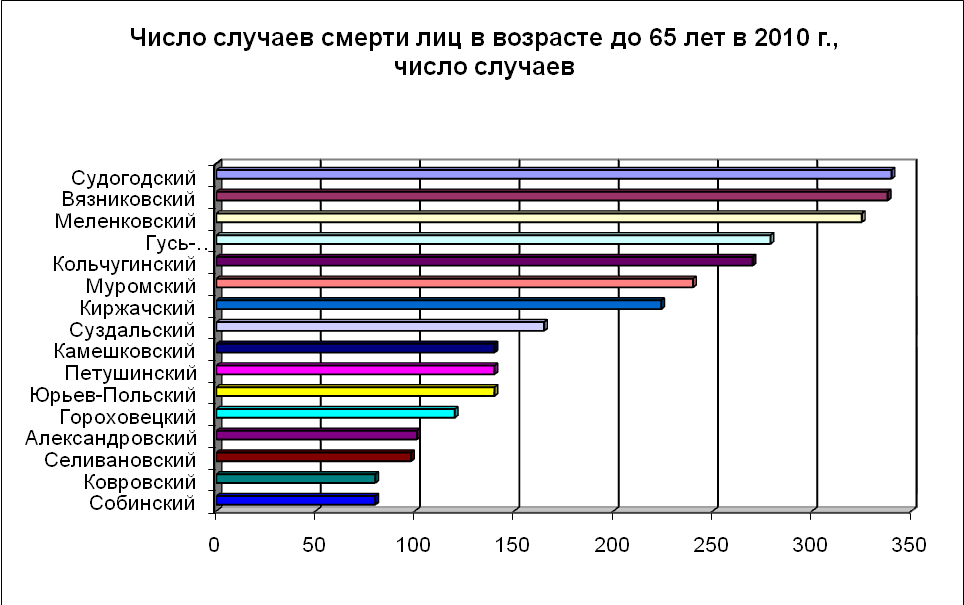 Число случаев смерти лиц в возрасте до 65 лет в 2010 г.,
число случаев
Судогодский
Вязниковский
Меленковский
Гусь-..
Кольчугинский
Муромский
Киржачский
Суздальский
Камешковский
Петушинский
Юрьев-Польский
Гороховецкий
Александровский
Селивановский
Ковровский
Собинский
0 50 100 150 200 250 300 350